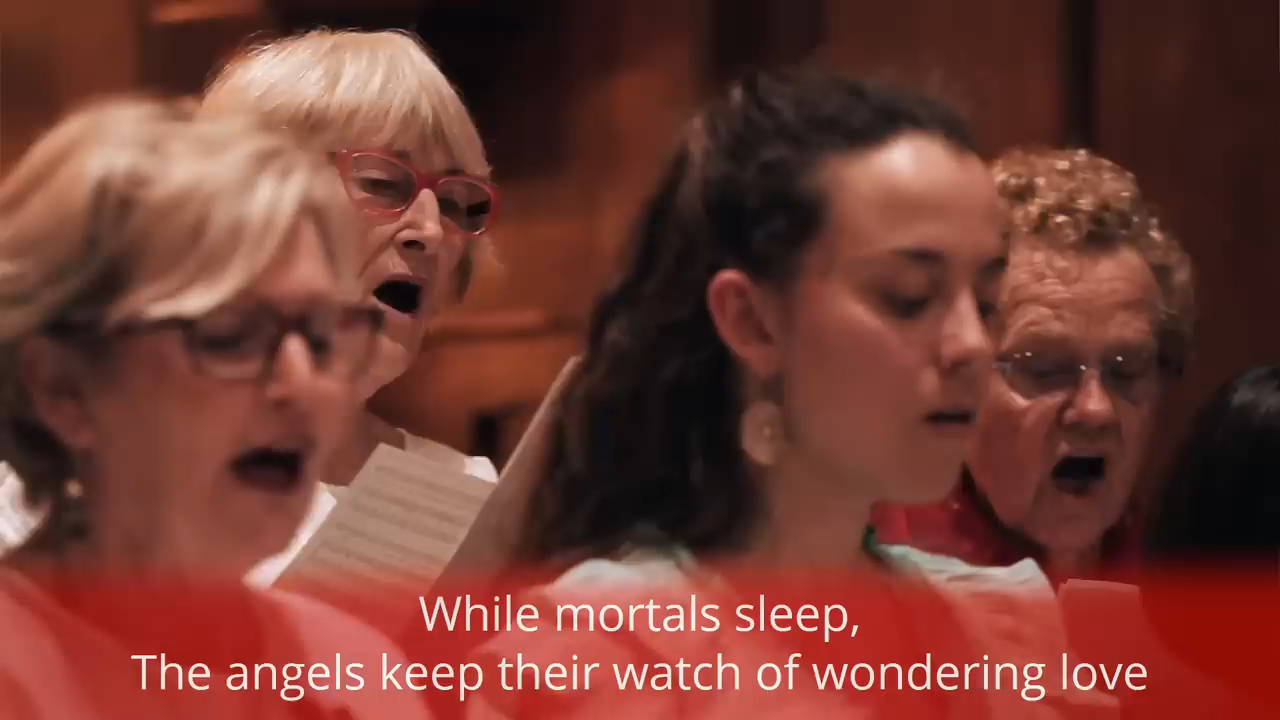 While mortals sleep,
The angels keep their watch of wondering love